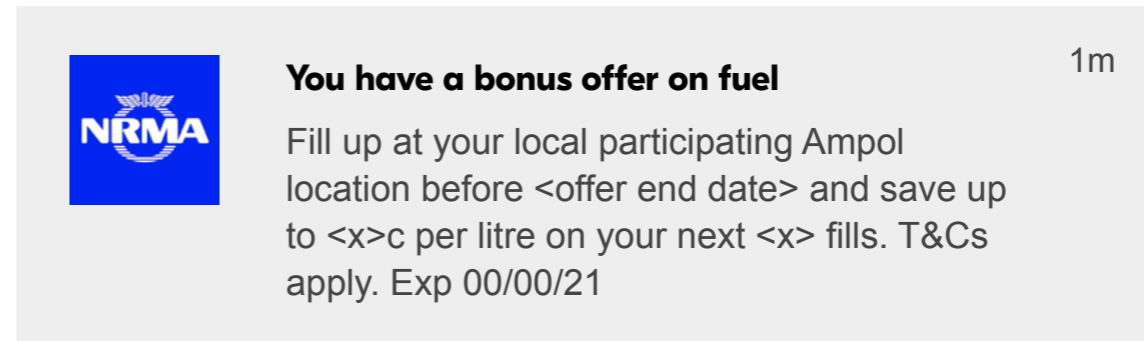 You have a bonus offer on fuel
1m
NRMA
Fill up at your local participating Ampol
location before <offer end date> and save up
to <x>c per litre on your next <x> fills. T&Cs
apply. Exp 00/00/21